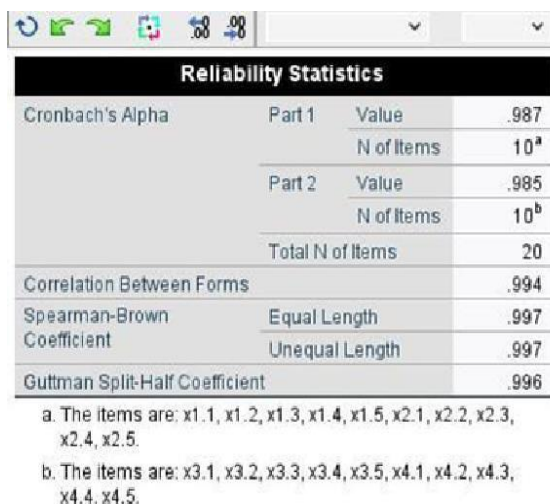 Reliability Statistics
Cronbach's Alpha Part 1 Value .987
N of Items 10a
Part 2 Value .985
N of Items 10b
Total N of Items 20
Correlation Between Forms .994
Spearman-Brown Coefficient Equal Length .997
Unequal Length .997
Guttman Split-Half Coefficient .996
a. The items are: x1.1, x1.2, x1.3, x1.4, x1.5, x2.1, x2.2, x2.3,
x2.4, x2.5.
b. The items are: x3.1, x3.2, x3.3, x3.4, x3.5, x4.1, x4.2, x4.3,
x4.4, x4.5.